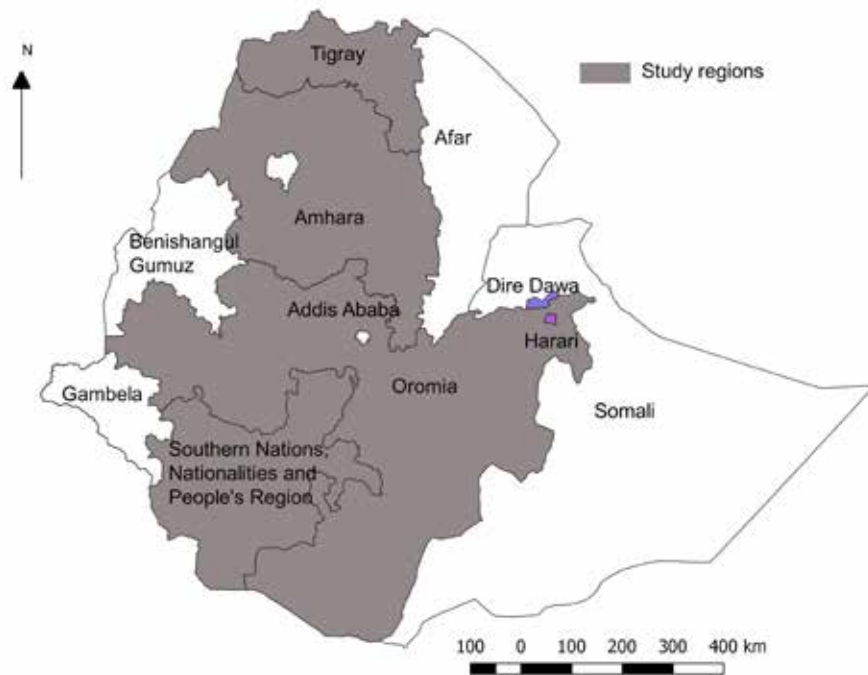 Tigray
N
Study regions
Afar
Amhara
Benishangul
Gumuz
Dire Dawa
Addis Ababa
Harari
Gambela
Oromia
Somali
Southern Nations,
Nationalities and
People's Region
100 0 100 200 300 400 km